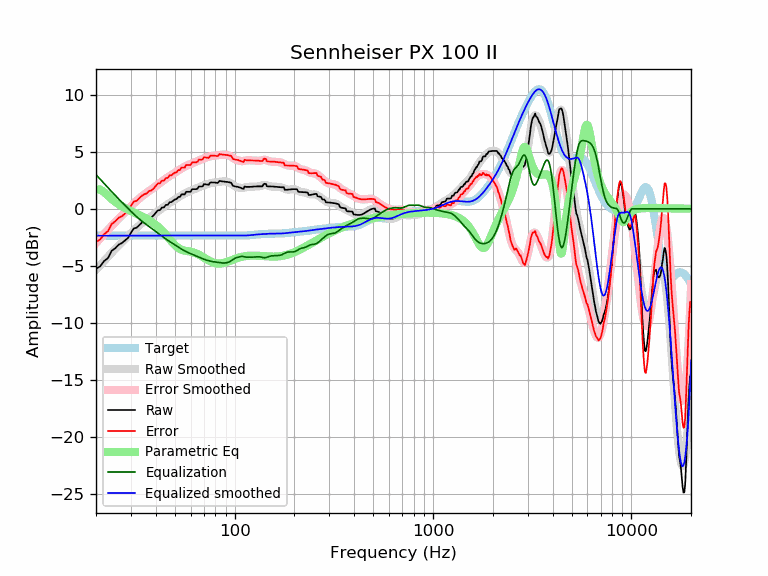 Sennheiser PX 100 II
Amplitude (dBr)
10
5
0
−5
−10
−15
−20
−25
Target
Raw Smoothed
Error Smoothed
Raw
Error
Parametric Eq
Equalization
Equalized smoothed
100
1000
10000
Frequency (Hz)